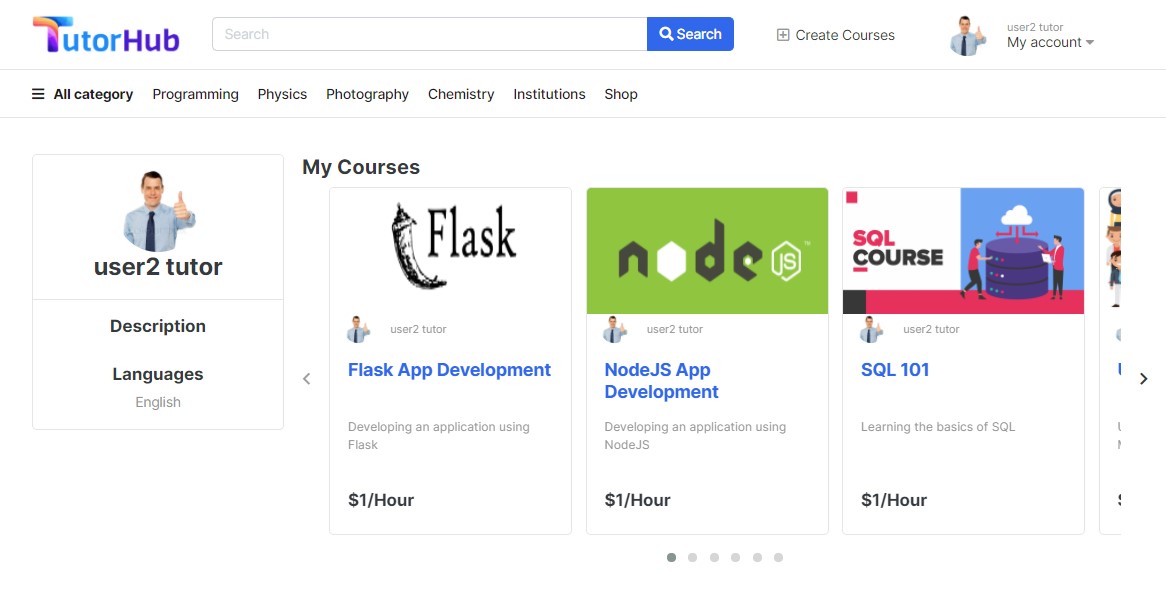 TutorHub
Search
Search
Create Courses
user2 tutor
My account
All category
Programming
Physics
Photography
Chemistry
Institutions
Shop
user2 tutor
Description
Languages
English
My Courses
Flask
user2 tutor
Flask App Development
Developing an application using
Flask
$1/Hour
node
JS
™
user2 tutor
NodeJS App
Development
Developing an application using
NodeJS
$1/Hour
SQL
COURSE
user2 tutor
SQL 101
Learning the basics of SQL
$1/Hour